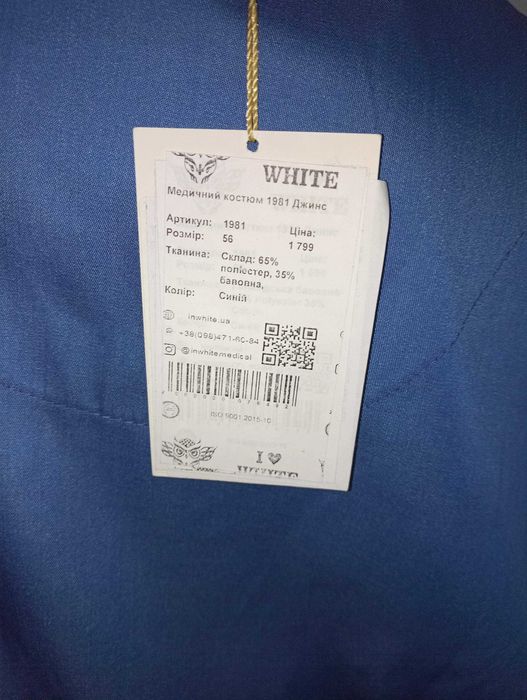 WHITE
Медичний костюм 1981 Джинс
Артикул: 1981 Ціна:
Розмір: 56 1 799
Тканина: Склад: 65%
поліестер, 35%
бавовна,
Колір: Синій
inwhite.ua
+38(098)471-60-84
@inwhitemedical
ISO 9001:2015
I ♥
WHITE